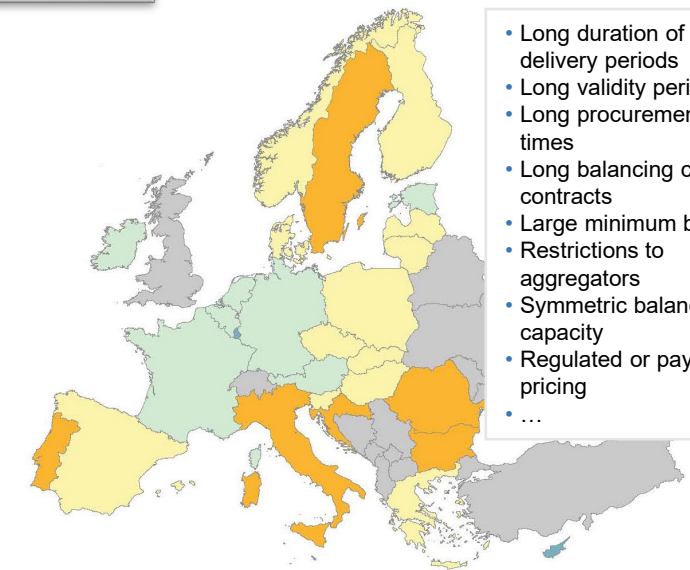 • Long duration of
delivery periods
• Long validity
• Long
times
• Long balancing
contracts
• Large minimum
• Restrictions to
aggregators
• Symmetric
capacity
• Regulated or
pricing
• …